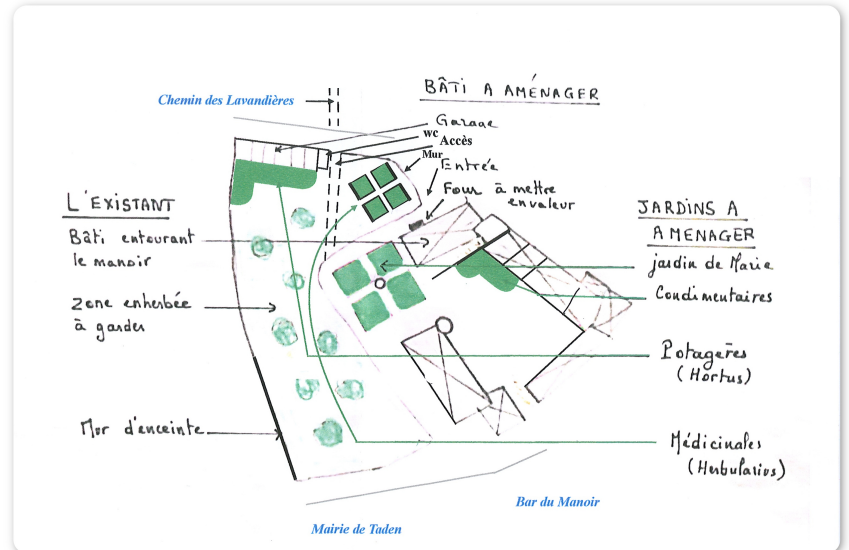 BÂTI A AMÉNAGER
Chemin des Lavandières
Garage
WC
Accès
Mur
Entrée
Four à mettre
en valeur
L'EXISTANT
Bâti entourant
le manoir
Zone enherbée
à garder
Mur d'enceinte
JARDINS A
AMENAGER
jardin de Marie
Condimentaires
Potagères
(Hortus)
Médicinales
(Herbularius)
Bar du Manoir
Mairie de Taden